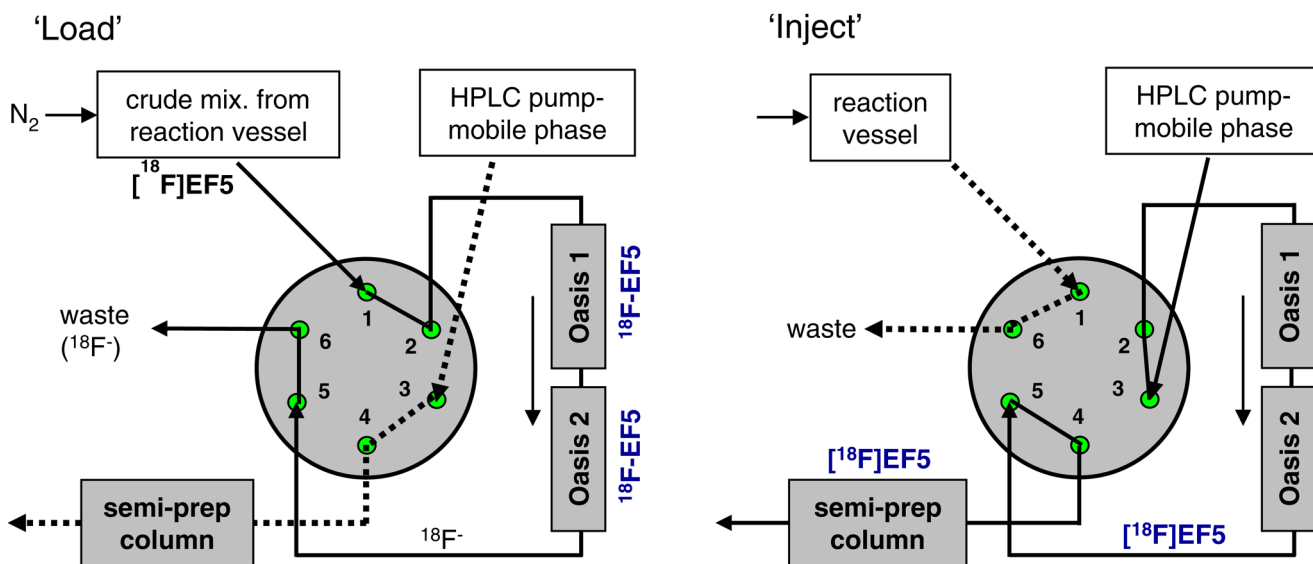 ‘Load’
N₂
crude mix. from
reaction vessel
[¹⁸F]EF5
HPLC pump-
mobile phase
1
2
3
4
5
6
waste
(¹⁸F⁻)
Oasis 1
¹⁸F-EF5
Oasis 2
¹⁸F-EF5
semi-prep
column
¹⁸F⁻
‘Inject’
reaction
vessel
HPLC pump-
mobile phase
1
2
3
4
5
6
waste
Oasis 1
Oasis 2
[¹⁸F]EF5
semi-prep
column
[¹⁸F]EF5